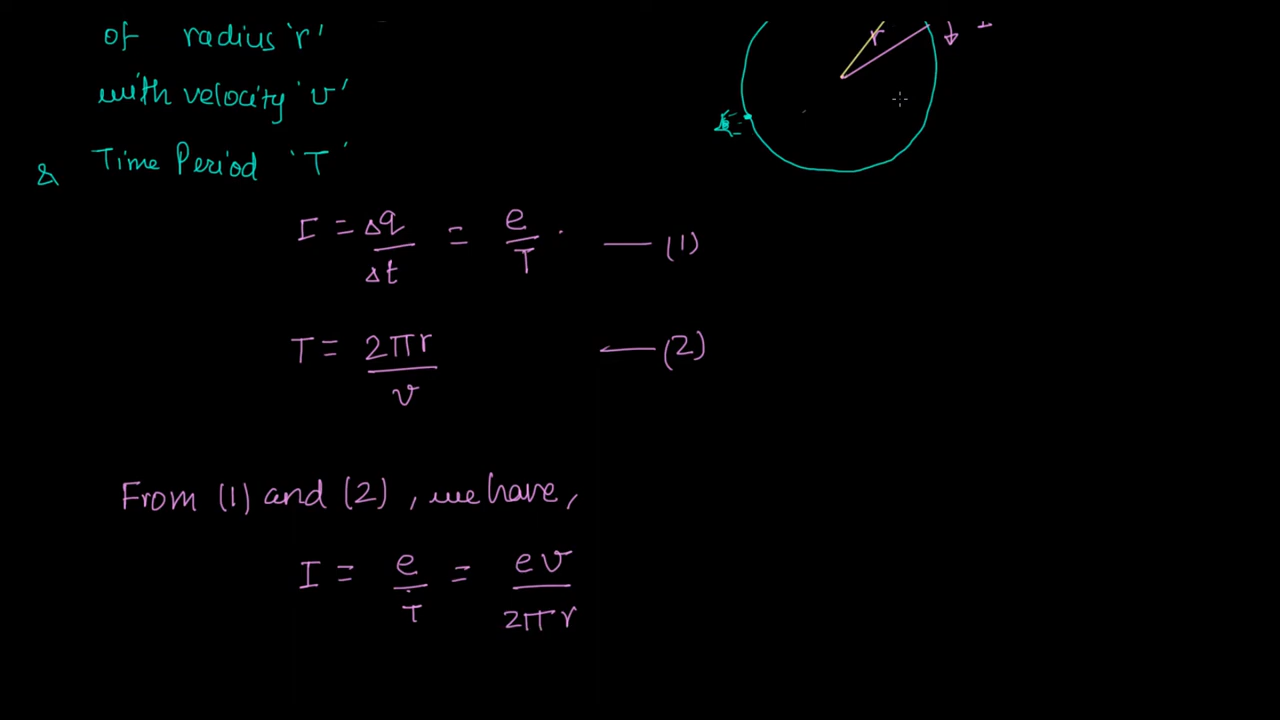 of radius 'r'
with velocity 'v'
& Time Period 'T'
r
I = Δq/Δt = e/T. — (1)
T = 2πr/v — (2)
From (1) and (2), we have,
I = e/T = ev/2πr